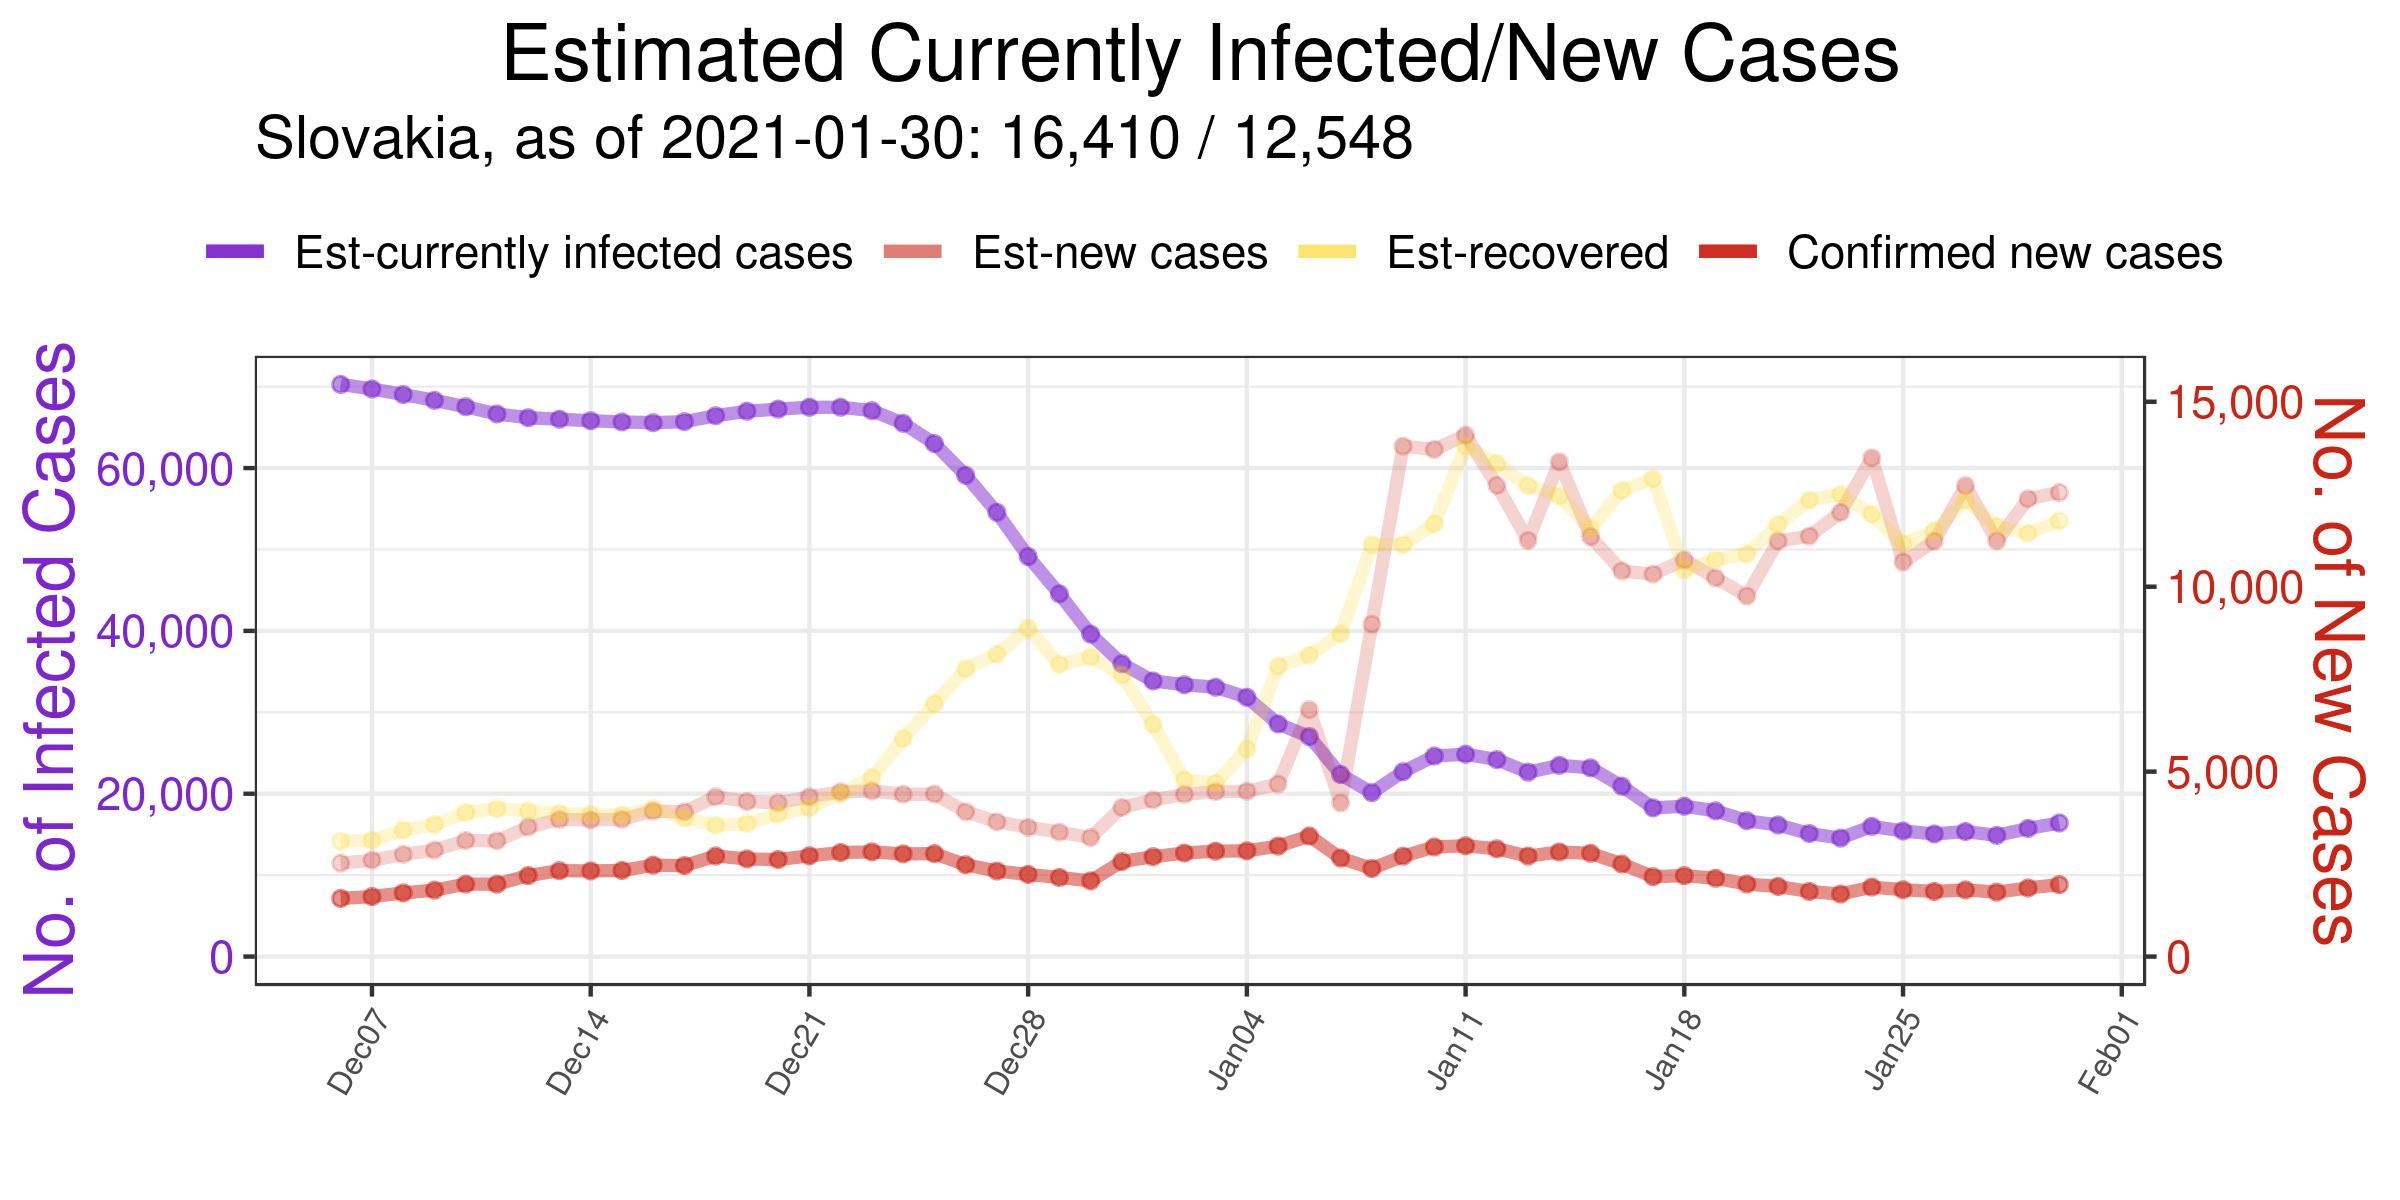 Estimated Currently Infected/New Cases
Slovakia, as of 2021-01-30: 16,410 / 12,548
Est-currently infected cases Est-new cases Est-recovered Confirmed new cases
No. of Infected Cases
60,000
40,000
20,000
0
15,000
10,000
5,000
0
No. of New Cases
Dec07 Dec14 Dec21 Dec28 Jan04 Jan11 Jan18 Jan25 Feb01